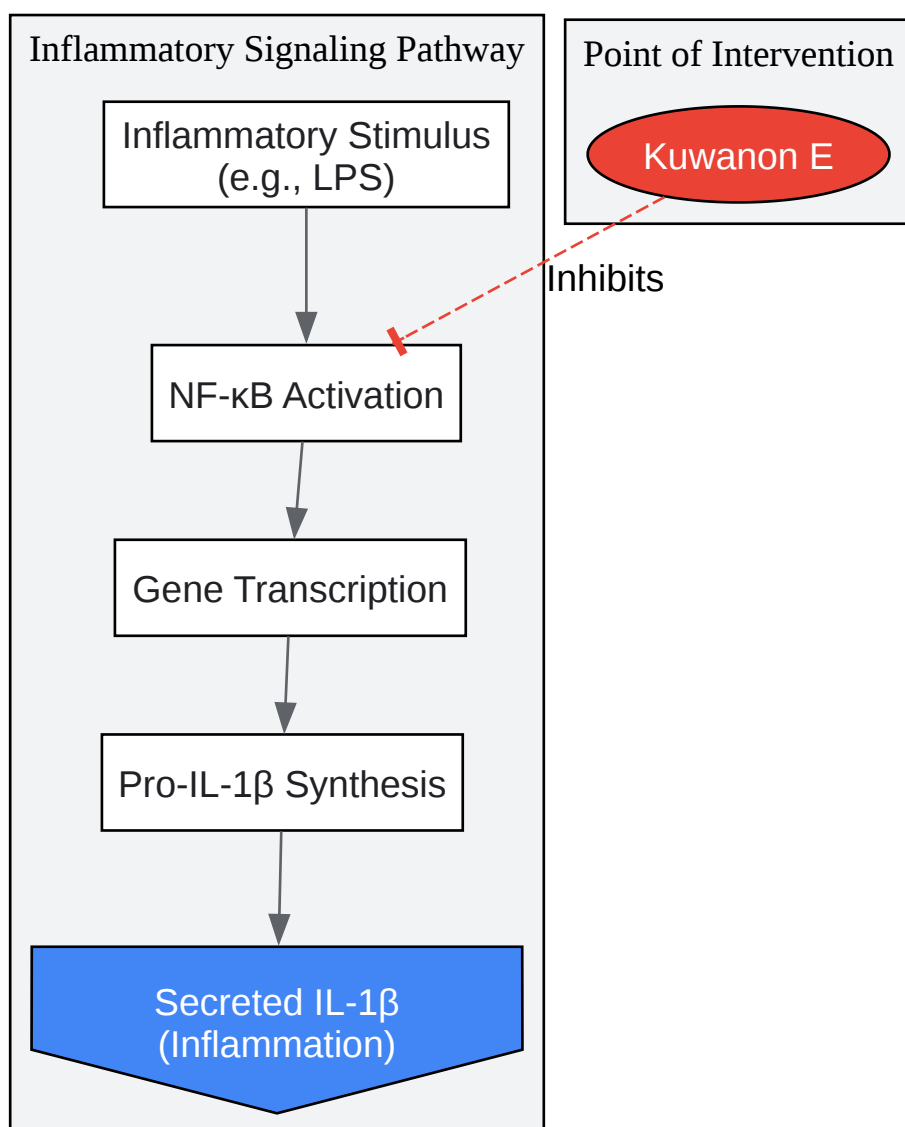 Inflammatory Signaling Pathway
Inflammatory Stimulus
(e.g., LPS)
NF-κB Activation
Gene Transcription
Pro-IL-1β Synthesis
Secreted IL-1β
(Inflammation)
Point of Intervention
Kuwanon E
Inhibits